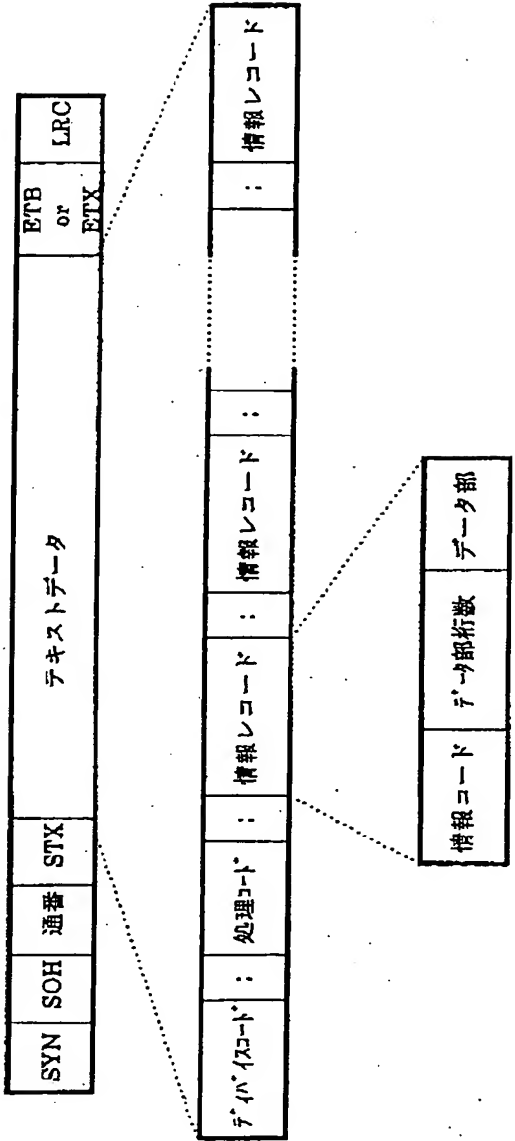 SYN
SOH
通番
STX
テキストデータ
ETB
or
ETX
LRC
ディバイスコード
:
処理コード
:
情報レコード
:
情報レコード
:
:
情報レコード
情報コード
データ部桁数
データ部